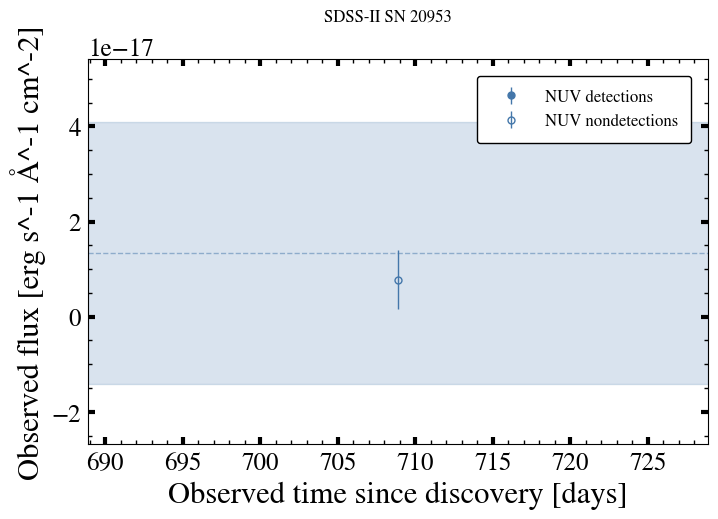 SDSS-II SN 20953
1e−17
NUV detections
NUV nondetections
4
2
0
−2
Observed flux [erg s^-1 Å^-1 cm^-2]
690 695 700 705 710 715 720 725
Observed time since discovery [days]